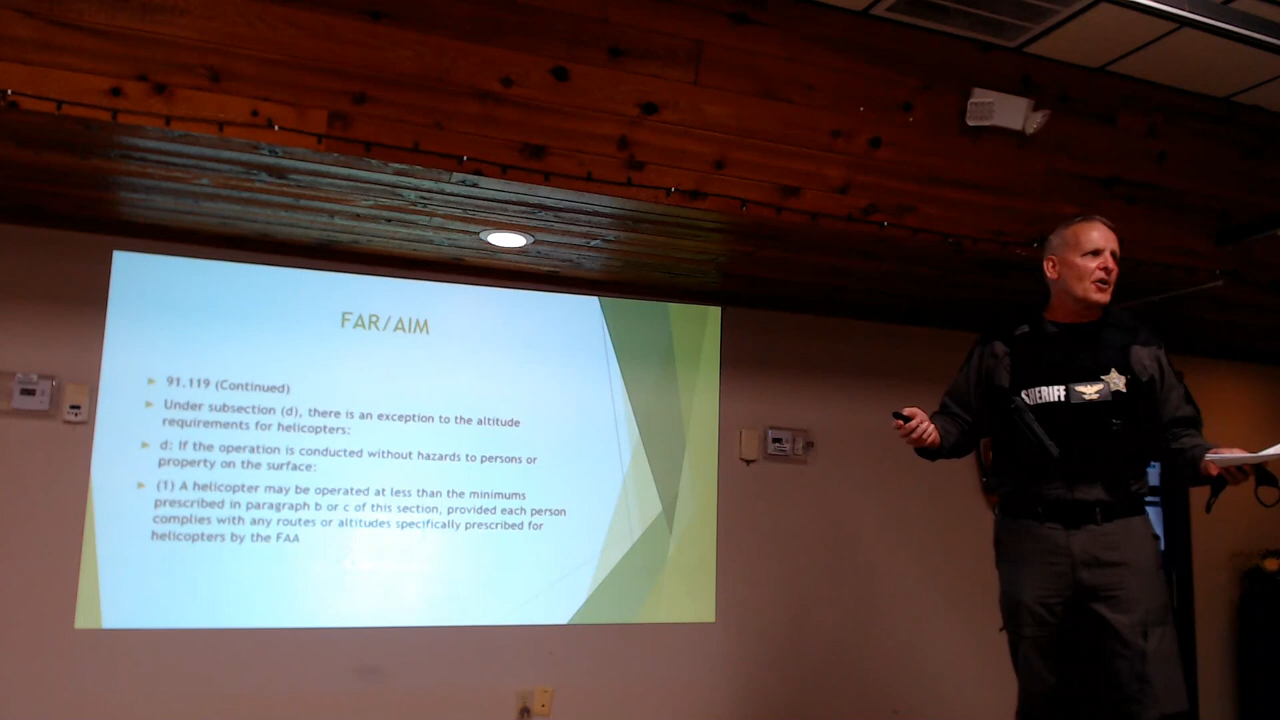 FAR/AIM
91.119 (Continued)
Under subsection (d), there is an exception to the altitude
requirements for helicopters:
d: If the operation is conducted without hazards to persons or
property on the surface:
(1) A helicopter may be operated at less than the minimums
prescribed in paragraph b or c of this section, provided each person
complies with any routes or altitudes specifically prescribed for
helicopters by the FAA
SHERIFF